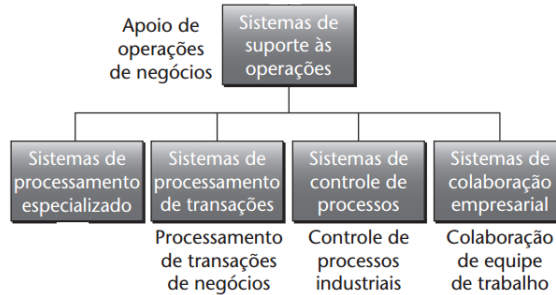 Apoio de
operações
de negócios
Sistemas de
suporte às
operações
Sistemas de
processamento
especializado
Sistemas de
processamento
de transações
Sistemas de
controle de
processos
Sistemas de
colaboração
empresarial
Processamento
de transações
de negócios
Controle de
processos
industriais
Colaboração
de equipe
de trabalho